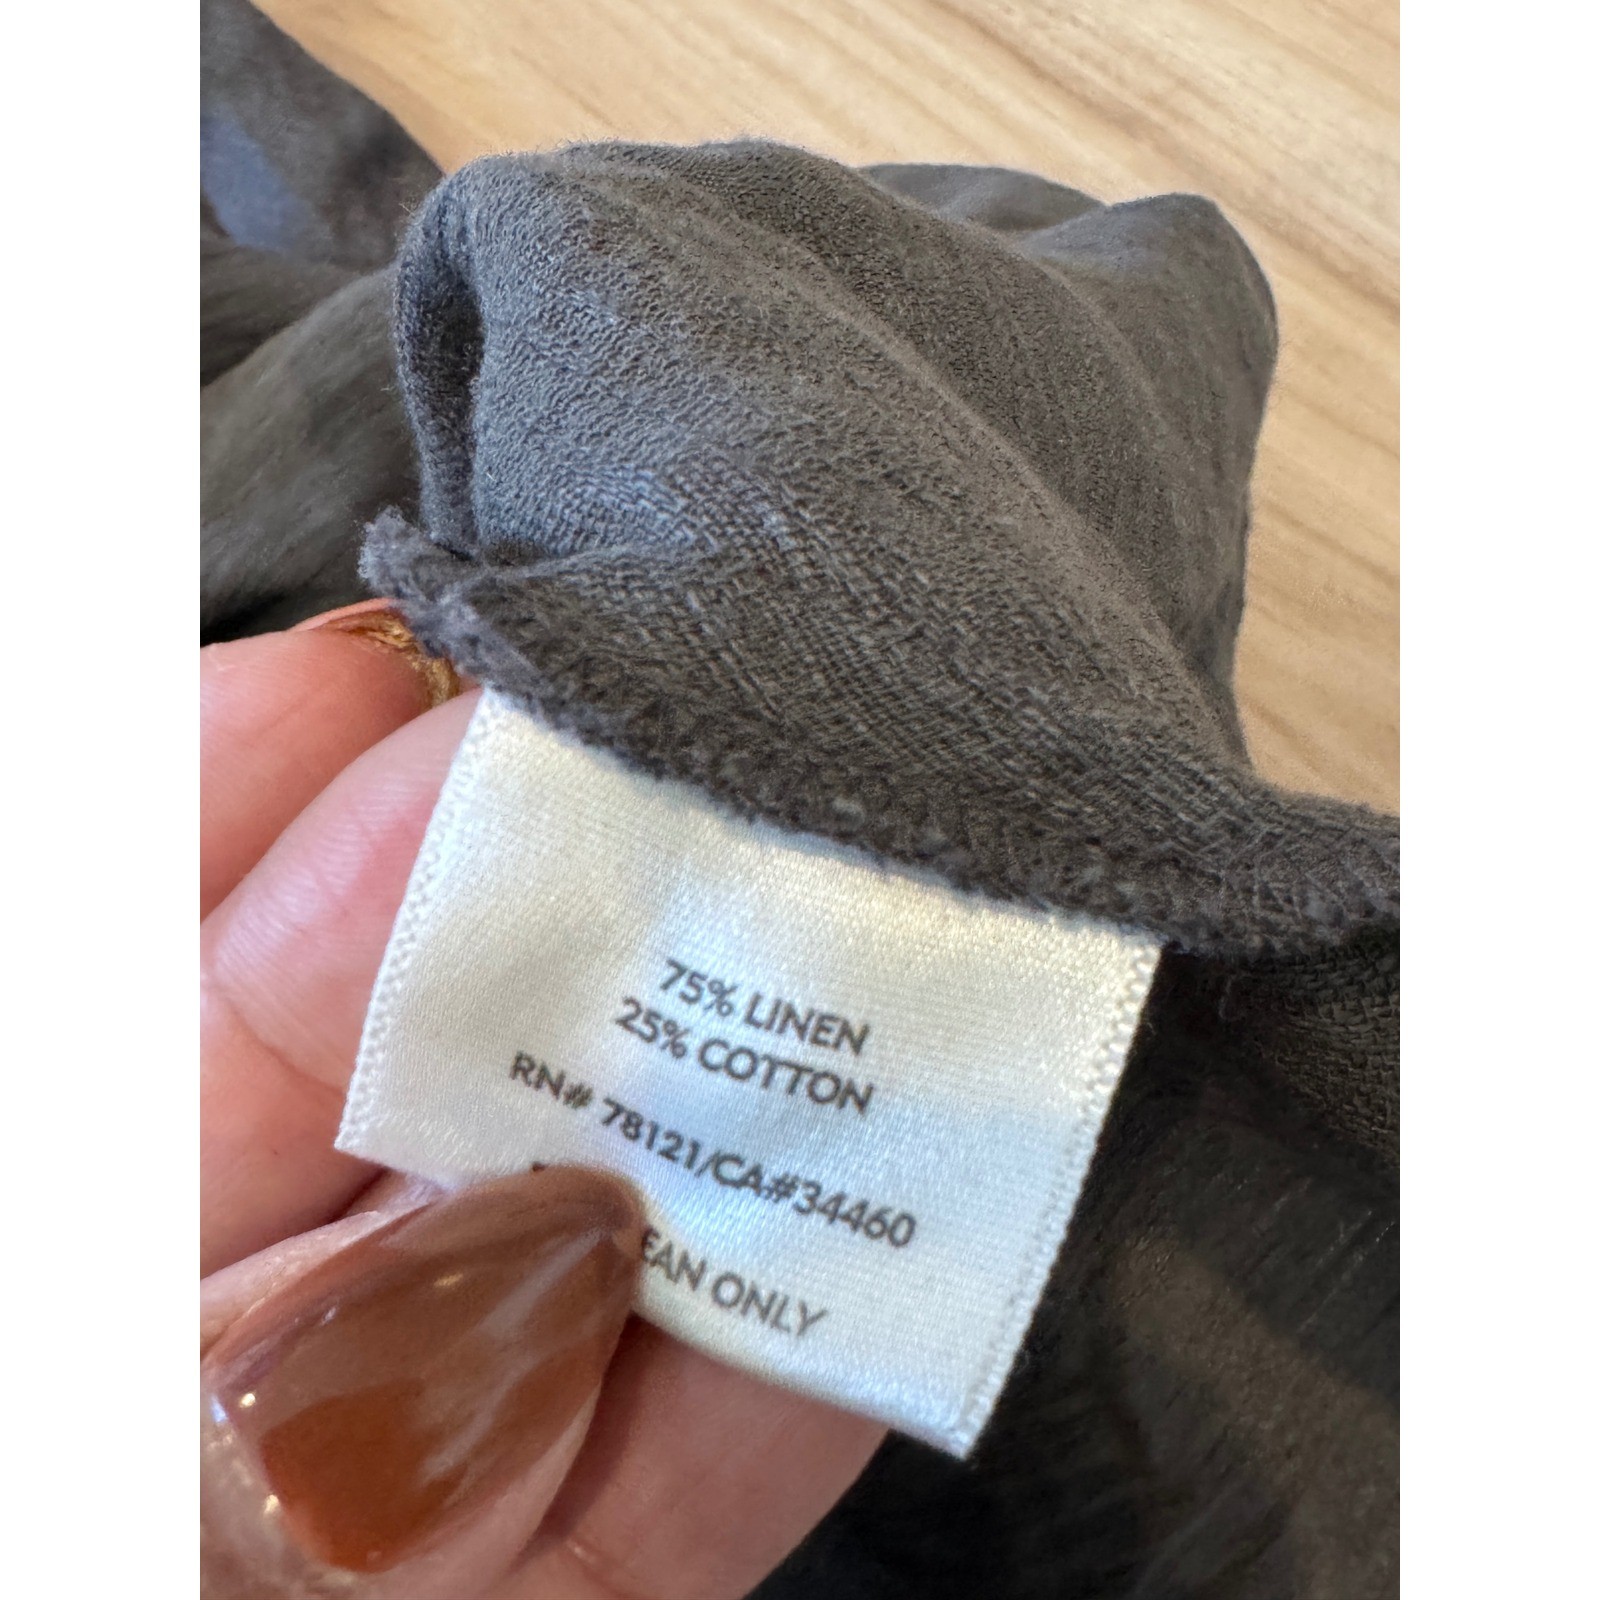 75% LINEN
25% COTTON
RN# 78121/CA#34460
ONLY